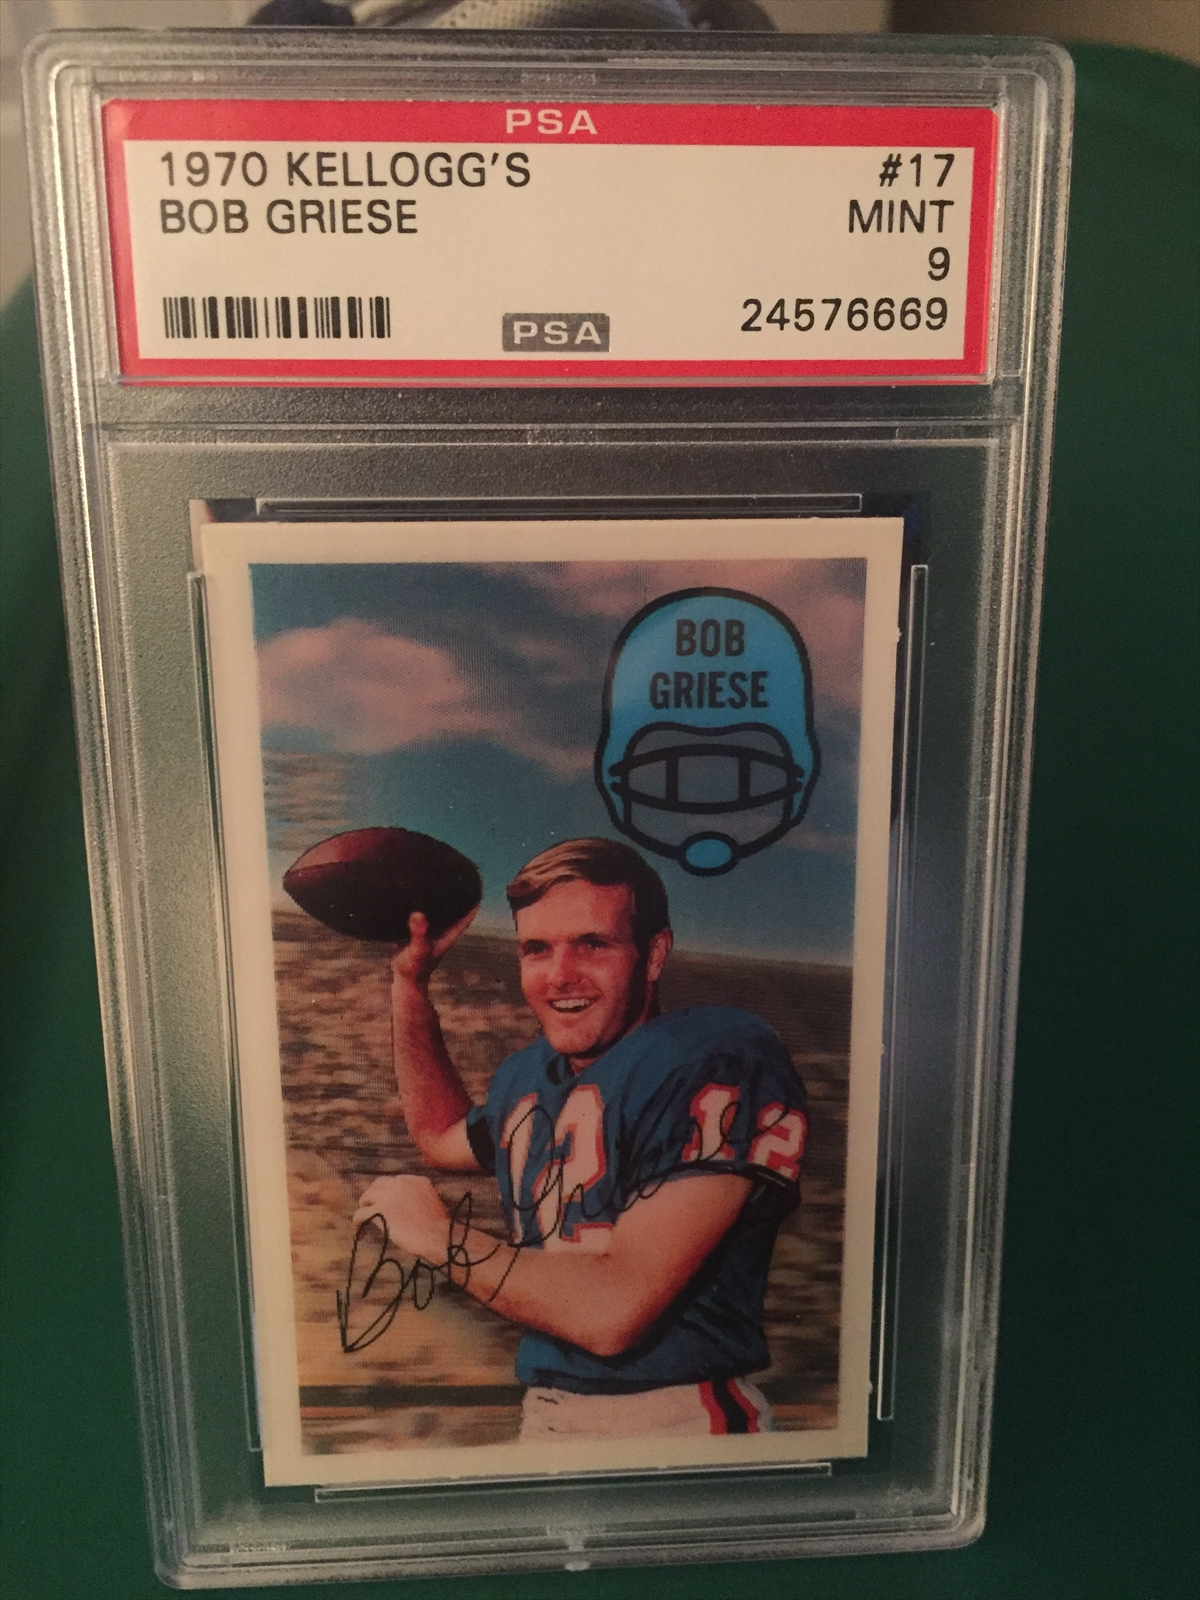 PSA
1970 KELLOGG'S #17
BOB GRIESE MINT
9
PSA 24576669
BOB
GRIESE
12
12
Bob Griese